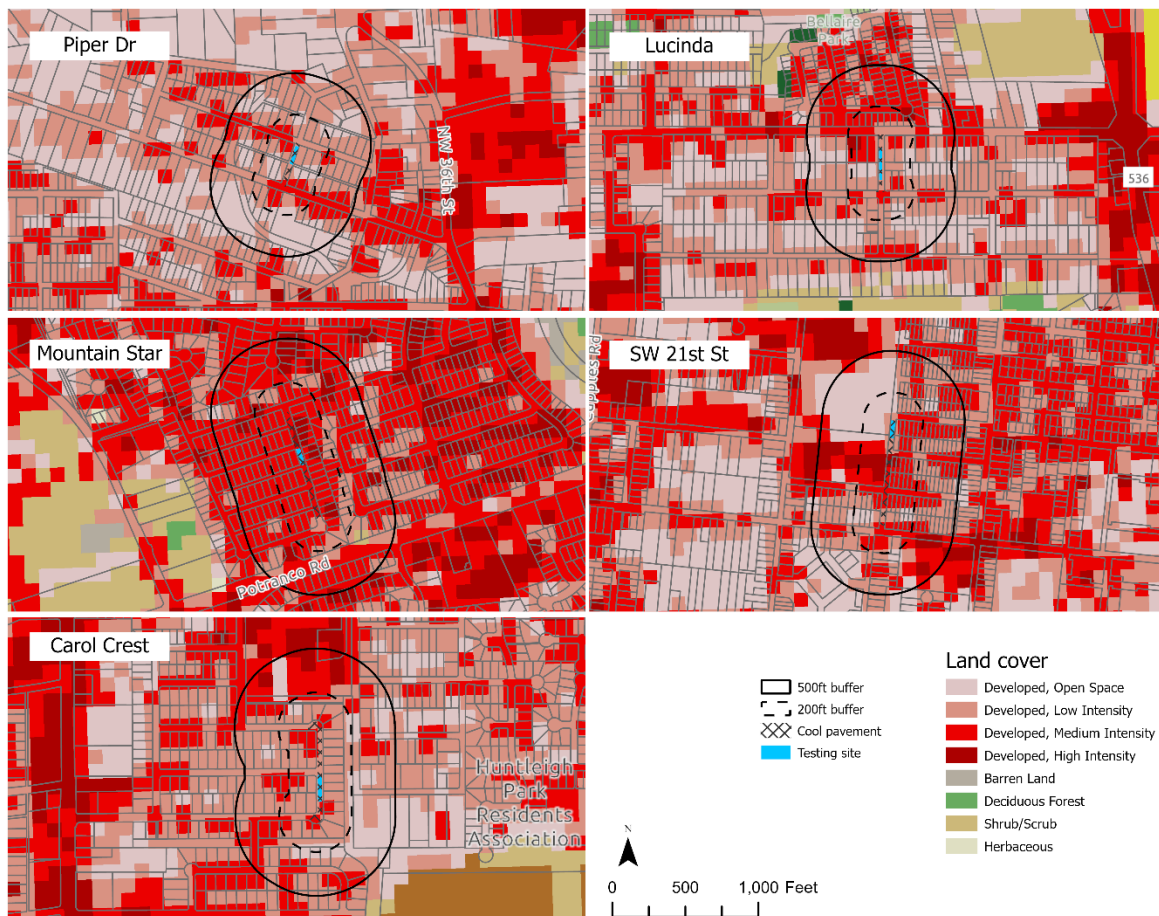 Piper Dr
NW 36th St
Lucinda
Bellaire
Park
536
Mountain Star
Potranco Rd
SW 21st St
Cupples Rd
Carol Crest
Huntleigh
Park
Residents
Association
500ft buffer
200ft buffer
Cool pavement
Testing site
N
0 500 1,000 Feet
Land cover
Developed, Open Space
Developed, Low Intensity
Developed, Medium Intensity
Developed, High Intensity
Barren Land
Deciduous Forest
Shrub/Scrub
Herbaceous